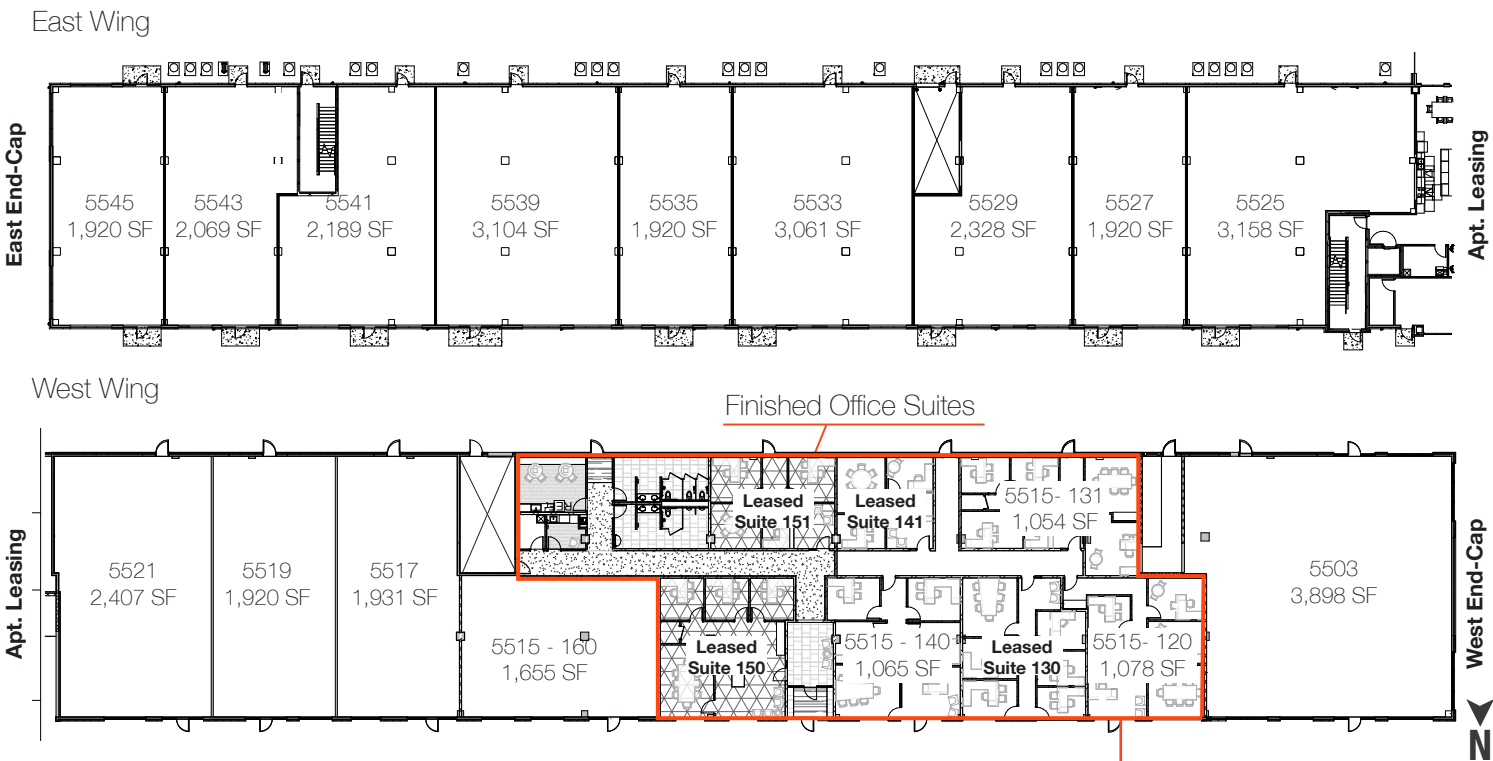 East Wing
East End-Cap
5545
1,920 SF
5543
2,069 SF
5541
2,189 SF
5539
3,104 SF
5535
1,920 SF
5533
3,061 SF
5529
2,328 SF
5527
1,920 SF
5525
3,158 SF
Apt. Leasing
West Wing
Finished Office Suites
Apt. Leasing
5521
2,407 SF
5519
1,920 SF
5517
1,931 SF
5515 - 160
1,655 SF
Leased
Suite 151
Leased
Suite 141
5515- 131
1,054 SF
Leased
Suite 150
5515 - 140
1,065 SF
Leased
Suite 130
5515- 120
1,078 SF
5503
3,898 SF
West End-Cap
N